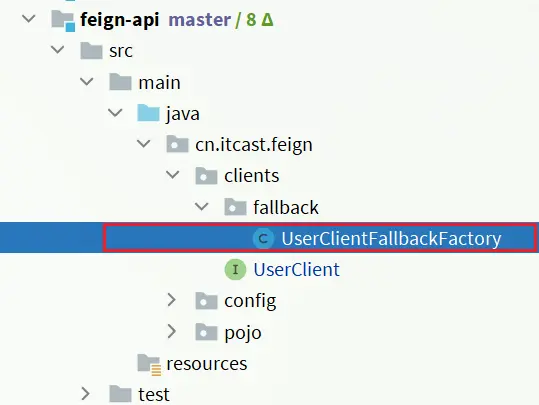 feign-api master / 8 Δ
src
main
java
cn.itcast.feign
clients
fallback
C UserClientFallbackFactory
I UserClient
config
pojo
resources
test